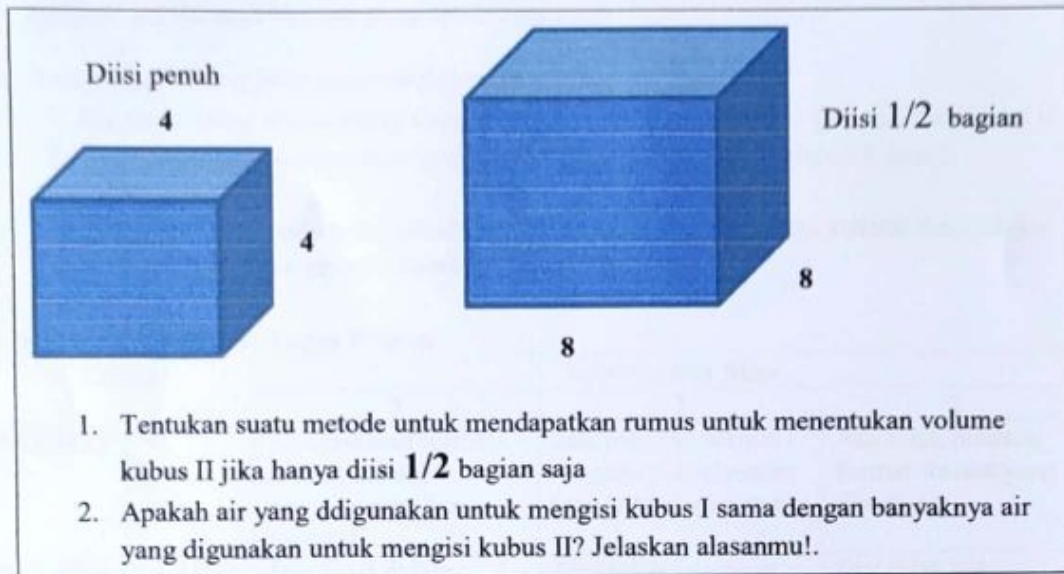 Diisi penuh
4
4
Diisi 1/2 bagian
8
8
1. Tentukan suatu metode untuk mendapatkan rumus untuk menentukan volume
kubus II jika hanya diisi 1/2 bagian saja
2. Apakah air yang ddigunakan untuk mengisi kubus I sama dengan banyaknya air
yang digunakan untuk mengisi kubus II? Jelaskan alasanmu!.